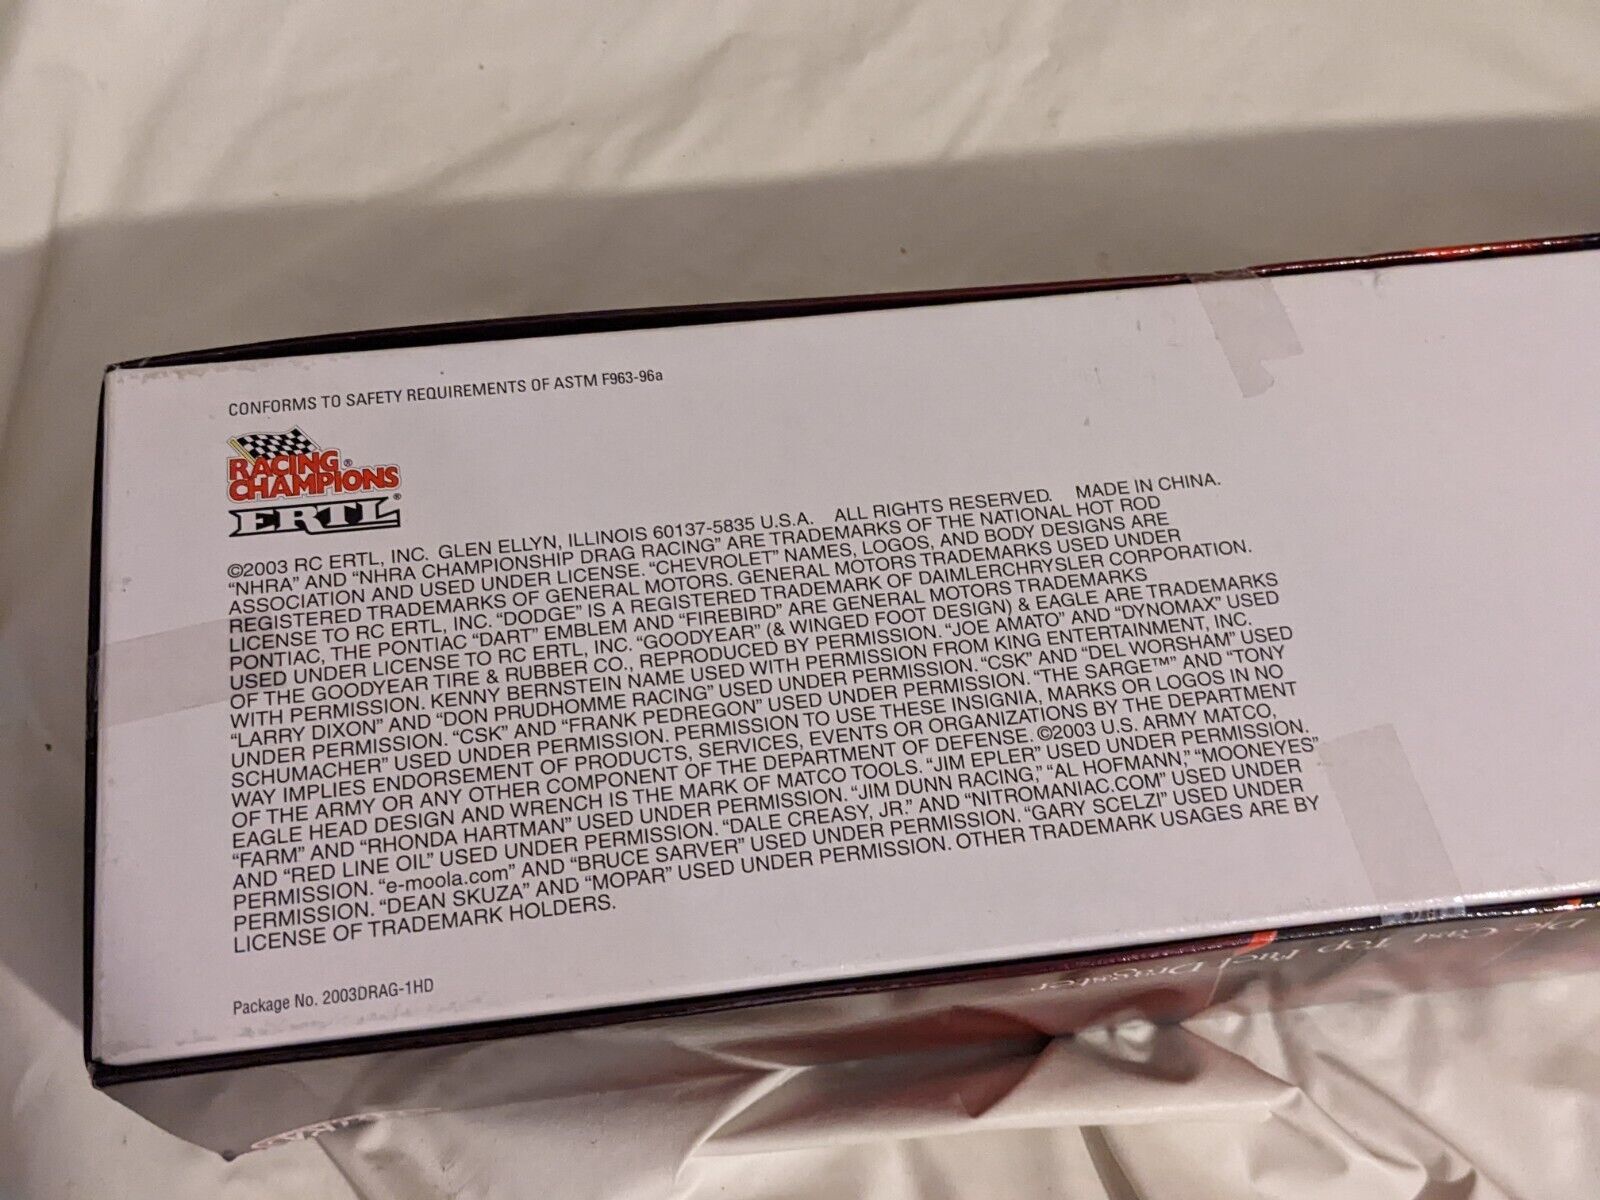 CONFORMS TO SAFETY REQUIREMENTS OF ASTM F963-96a
RACING®
CHAMPIONS
ERTL®
©2003 RC ERTL, INC. GLEN ELLYN, ILLINOIS 60137-5835 U.S.A. ALL RIGHTS RESERVED. MADE IN CHINA.
"NHRA" AND "NHRA CHAMPIONSHIP DRAG RACING" ARE TRADEMARKS OF THE NATIONAL HOT ROD
ASSOCIATION AND USED UNDER LICENSE. "CHEVROLET" NAMES, LOGOS, AND BODY DESIGNS ARE
REGISTERED TRADEMARKS OF GENERAL MOTORS. GENERAL MOTORS TRADEMARKS USED UNDER
LICENSE TO RC ERTL, INC. "DODGE" IS A REGISTERED TRADEMARK OF DAIMLERCHRYSLER CORPORATION.
PONTIAC, THE PONTIAC "DART" EMBLEM AND "FIREBIRD" ARE GENERAL MOTORS TRADEMARKS
USED UNDER LICENSE TO RC ERTL, INC. "GOODYEAR" (& WINGED FOOT DESIGN) & EAGLE ARE TRADEMARKS
OF THE GOODYEAR TIRE & RUBBER CO., REPRODUCED BY PERMISSION. "JOE AMATO" AND "DYNOMAX" USED
WITH PERMISSION. KENNY BERNSTEIN NAME USED WITH PERMISSION FROM KING ENTERTAINMENT, INC.
"LARRY DIXON" AND "DON PRUDHOMME RACING" USED UNDER PERMISSION. "CSK" AND "DEL WORSHAM" USED
UNDER PERMISSION. "CSK" AND "FRANK PEDREGON" USED UNDER PERMISSION. "THE SARGE™" AND "TONY
SCHUMACHER" USED UNDER PERMISSION. PERMISSION TO USE THESE INSIGNIA, MARKS OR LOGOS IN NO
WAY IMPLIES ENDORSEMENT OF PRODUCTS, SERVICES, EVENTS OR ORGANIZATIONS BY THE DEPARTMENT
OF THE ARMY OR ANY OTHER COMPONENT OF THE DEPARTMENT OF DEFENSE. ©2003 U.S. ARMY MATCO,
EAGLE HEAD DESIGN AND WRENCH IS THE MARK OF MATCO TOOLS. "JIM EPLER" USED UNDER PERMISSION.
"FARM" AND "RHONDA HARTMAN" USED UNDER PERMISSION. "JIM DUNN RACING," "AL HOFMANN," "MOONEYES"
AND "RED LINE OIL" USED UNDER PERMISSION. "DALE CREASY, JR." AND "NITROMANIAC.COM" USED UNDER
PERMISSION. "e-moola.com" AND "BRUCE SARVER" USED UNDER PERMISSION. "GARY SCELZI" USED UNDER
PERMISSION. "DEAN SKUZA" AND "MOPAR" USED UNDER PERMISSION. OTHER TRADEMARK USAGES ARE BY
LICENSE OF TRADEMARK HOLDERS.
Package No. 2003DRAG-1HD
Die Cast Top Fuel Dragster